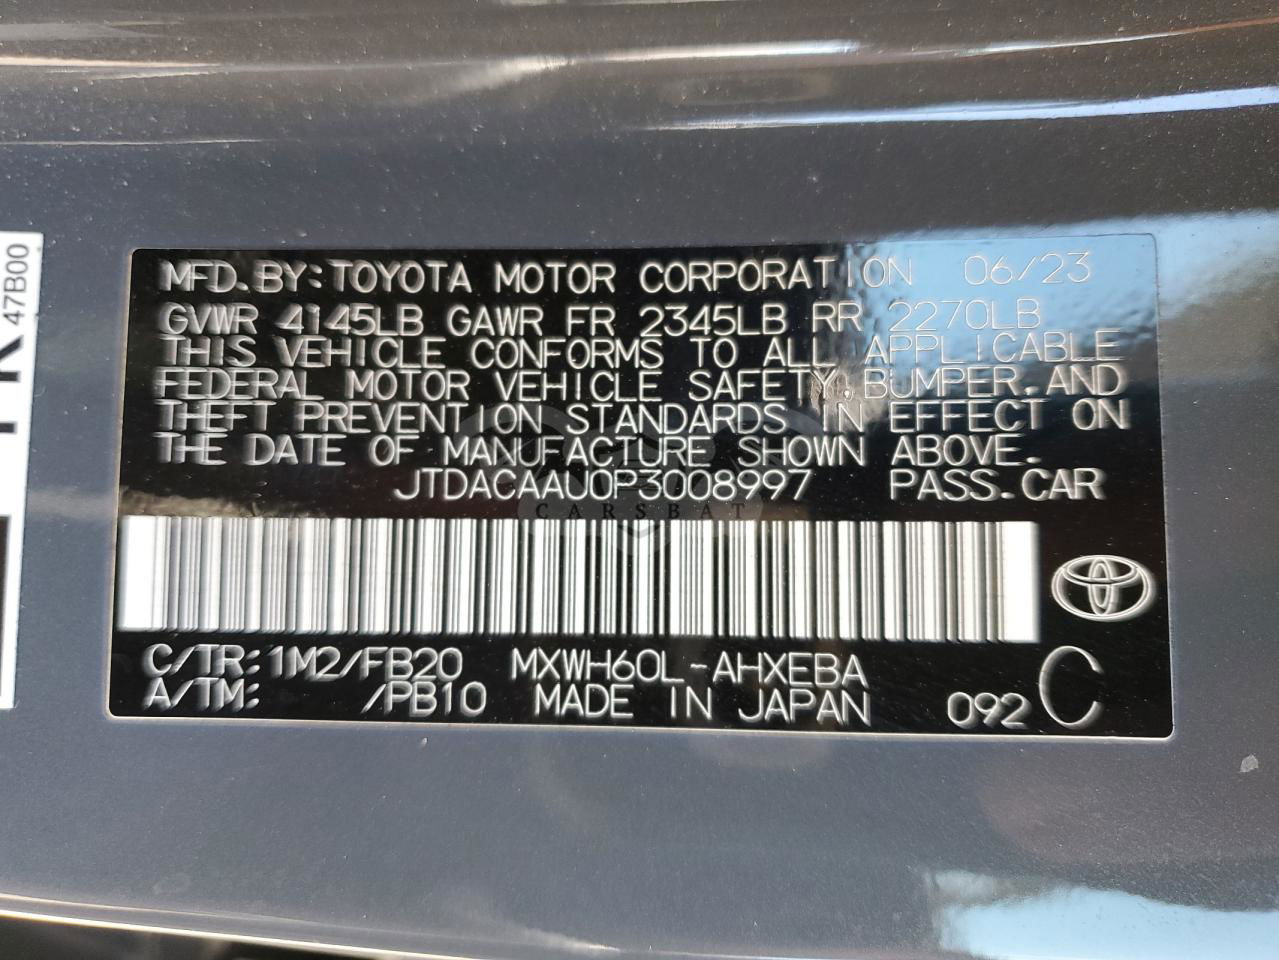 MFD.BY:TOYOTA MOTOR CORPORATION 06/23
GVWR 4145LB GAWR FR 2345LB RR 2270LB
THIS VEHICLE CONFORMS TO ALL APPLICABLE
FEDERAL MOTOR VEHICLE SAFETY,BUMPER,AND
THEFT PREVENTION STANDARDS IN EFFECT ON
THE DATE OF MANUFACTURE SHOWN ABOVE.
JTDACAAU0P3008997 PASS.CAR
CARSBAT
C/TR:1M2/FB20 MXWH60L-AHXEBA
A/TM: /PB10 MADE IN JAPAN 092 C
47B00